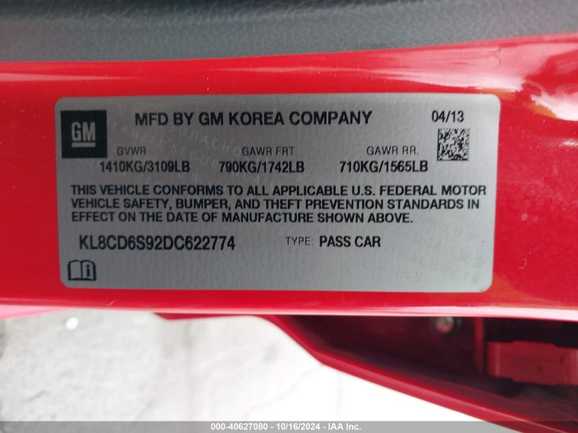 GM
MFD BY GM KOREA COMPANY
04/13
GVWR GAWR FRT GAWR RR.
1410KG/3109LB 790KG/1742LB 710KG/1565LB
THIS VEHICLE CONFORMS TO ALL APPLICABLE U.S. FEDERAL MOTOR
VEHICLE SAFETY, BUMPER, AND THEFT PREVENTION STANDARDS IN
EFFECT ON THE DATE OF MANUFACTURE SHOWN ABOVE.
KL8CD6S92DC622774 TYPE: PASS CAR
000-40627080 - 10/16/2024 - IAA Inc.